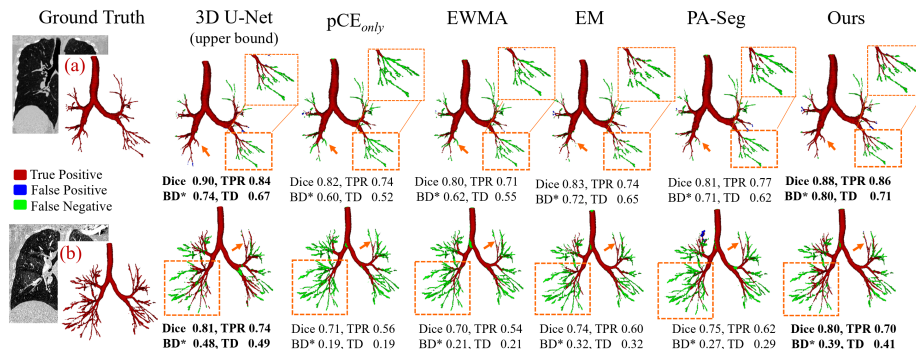 Ground Truth
3D U-Net
(upper bound)
pCEonly
EWMA
EM
PA-Seg
Ours
(a)
True Positive
False Positive
False Negative
Dice 0.90, TPR 0.84
BD* 0.74, TD 0.67
Dice 0.82, TPR 0.74
BD* 0.60, TD 0.52
Dice 0.80, TPR 0.71
BD* 0.62, TD 0.55
Dice 0.83, TPR 0.74
BD* 0.72, TD 0.65
Dice 0.81, TPR 0.77
BD* 0.71, TD 0.62
Dice 0.88, TPR 0.86
BD* 0.80, TD 0.71
(b)
Dice 0.81, TPR 0.74
BD* 0.48, TD 0.49
Dice 0.71, TPR 0.56
BD* 0.19, TD 0.19
Dice 0.70, TPR 0.54
BD* 0.21, TD 0.21
Dice 0.74, TPR 0.60
BD* 0.32, TD 0.32
Dice 0.75, TPR 0.62
BD* 0.27, TD 0.29
Dice 0.80, TPR 0.70
BD* 0.39, TD 0.41